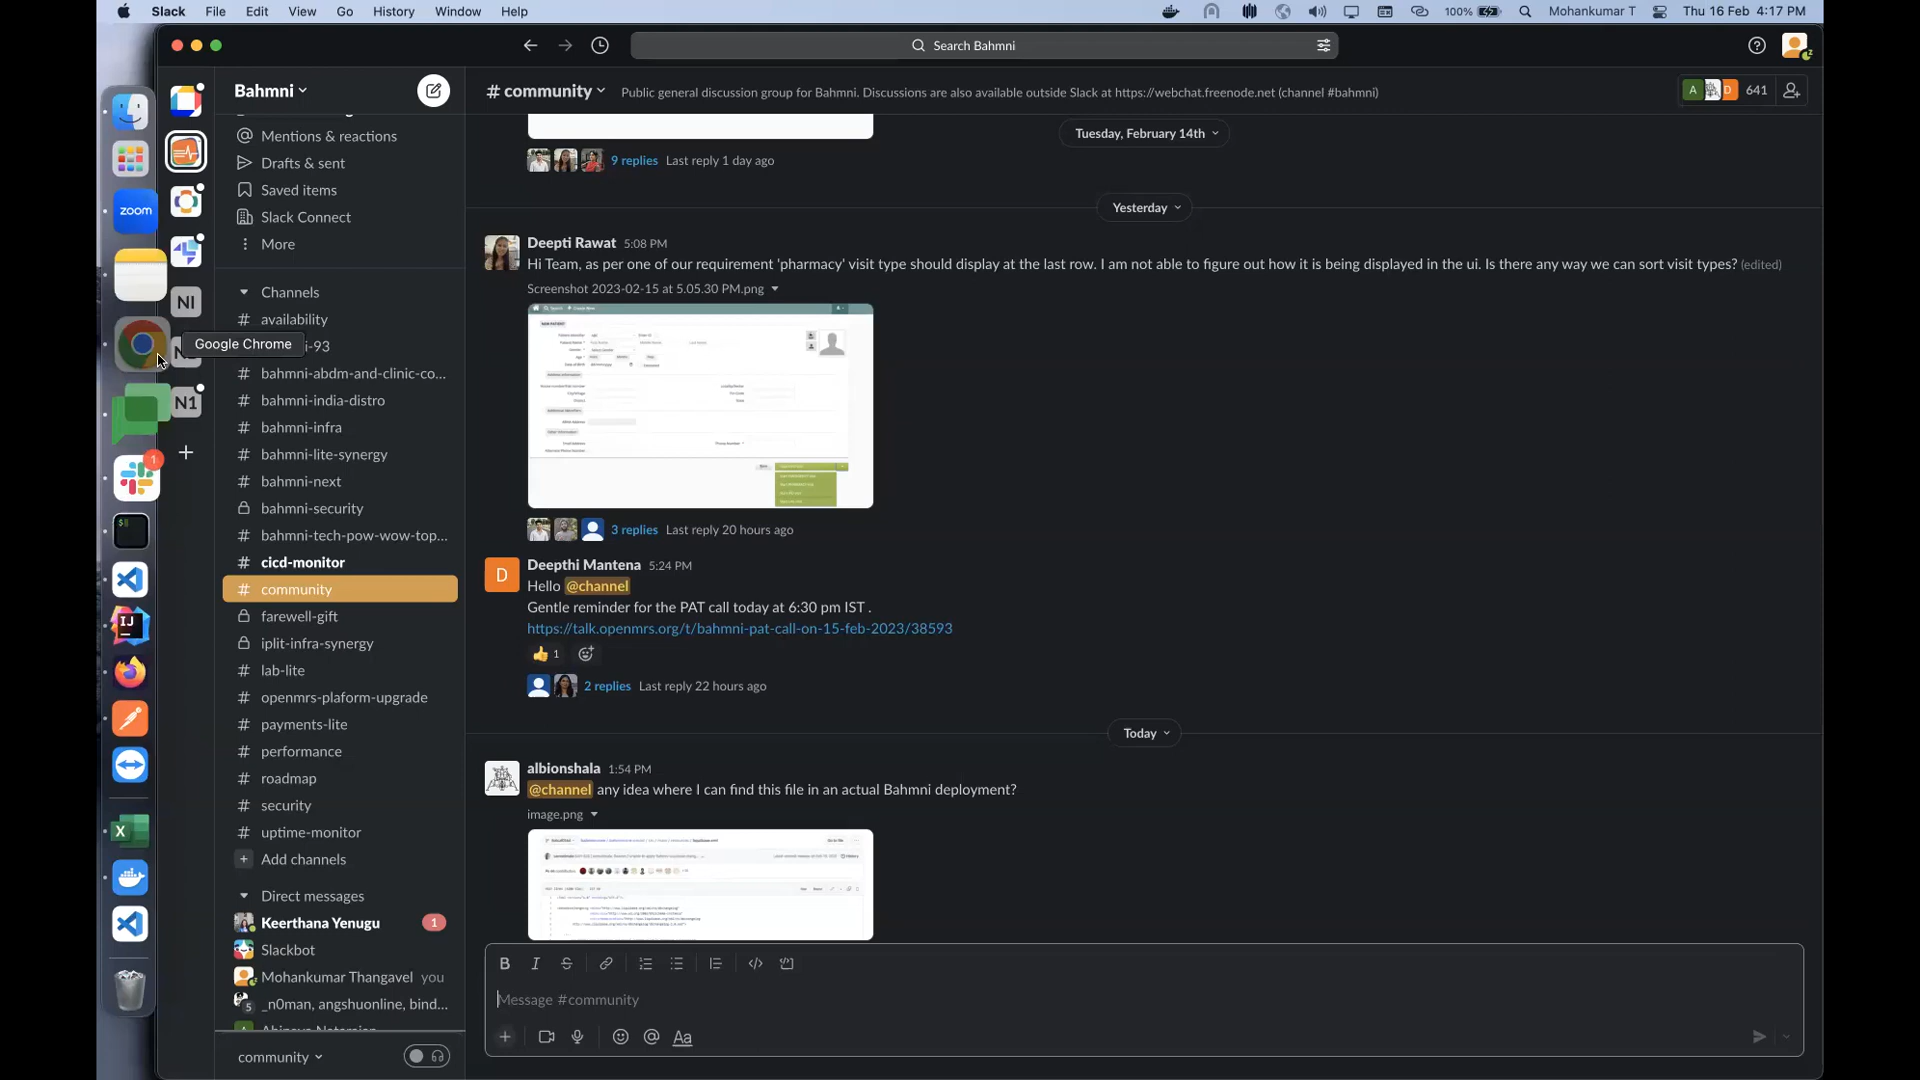 Slack File Edit View Go History Window Help
100% Mohankumar T Thu 16 Feb 4:17 PM
Search Bahmni
Bahmni
# community
Public general discussion group for Bahmni. Discussions are also available outside Slack at https://webchat.freenode.net (channel #bahmni)
A D 641
Mentions & reactions
Drafts & sent
Saved items
Slack Connect
More
zoom
NI
Google Chrome
N1
1
Channels
# availability
-93
# bahmni-abdm-and-clinic-co...
# bahmni-india-distro
# bahmni-infra
# bahmni-lite-synergy
# bahmni-next
bahmni-security
# bahmni-tech-pow-wow-top...
# cicd-monitor
# community
farewell-gift
iplit-infra-synergy
# lab-lite
# openmrs-plaform-upgrade
# payments-lite
# performance
# roadmap
# security
# uptime-monitor
+ Add channels
Direct messages
Keerthana Yenugu 1
Slackbot
Mohankumar Thangavel you
5 _n0man, angshuonline, bind...
community
Tuesday, February 14th
9 replies Last reply 1 day ago
Yesterday
Deepti Rawat 5:08 PM
Hi Team, as per one of our requirement 'pharmacy' visit type should display at the last row. I am not able to figure out how it is being displayed in the ui. Is there any way we can sort visit types? (edited)
Screenshot 2023-02-15 at 5.05.30 PM.png
3 replies Last reply 20 hours ago
D
Deepthi Mantena 5:24 PM
Hello @channel
Gentle reminder for the PAT call today at 6:30 pm IST .
https://talk.openmrs.org/t/bahmni-pat-call-on-15-feb-2023/38593
1
2 replies Last reply 22 hours ago
Today
albionshala 1:54 PM
@channel any idea where I can find this file in an actual Bahmni deployment?
image.png
B I S
Message #community
+ @ Aa